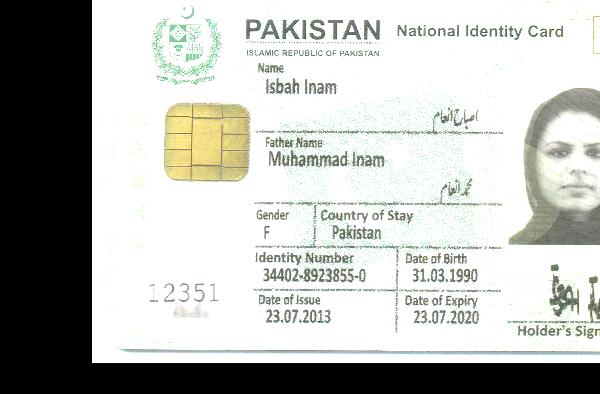 PAKISTAN National Identity Card
ISLAMIC REPUBLIC OF PAKISTAN
Name
Isbah Inam
اصباح انعام
Father Name
Muhammad Inam
محمد انعام
Gender Country of Stay
F Pakistan
Identity Number Date of Birth
34402-8923855-0 31.03.1990
12351
Date of Issue Date of Expiry
23.07.2013 23.07.2020
Holder's Sign